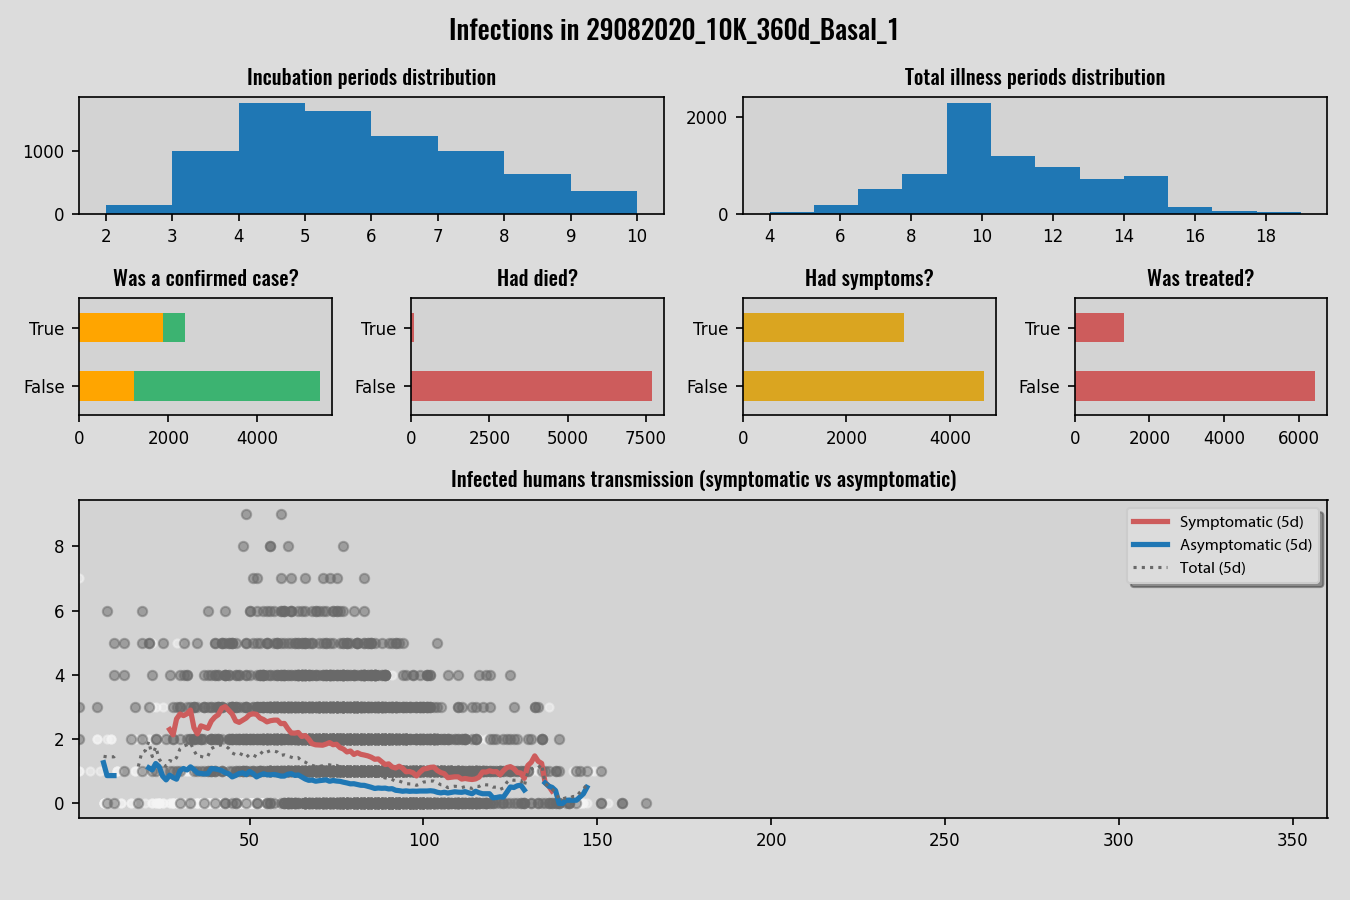 Infections in 29082020_10K_360d_Basal_1
Incubation periods distribution
Total illness periods distribution
1000
0
2 3 4 5 6 7 8 9 10
2000
0
4 6 8 10 12 14 16 18
Was a confirmed case?
Had died?
Had symptoms?
Was treated?
True
False
0 2000 4000
True
False
0 2500 5000 7500
True
False
0 2000 4000
True
False
0 2000 4000 6000
Infected humans transmission (symptomatic vs asymptomatic)
8
6
4
2
0
50 100 150 200 250 300 350
Symptomatic (5d)
Asymptomatic (5d)
Total (5d)